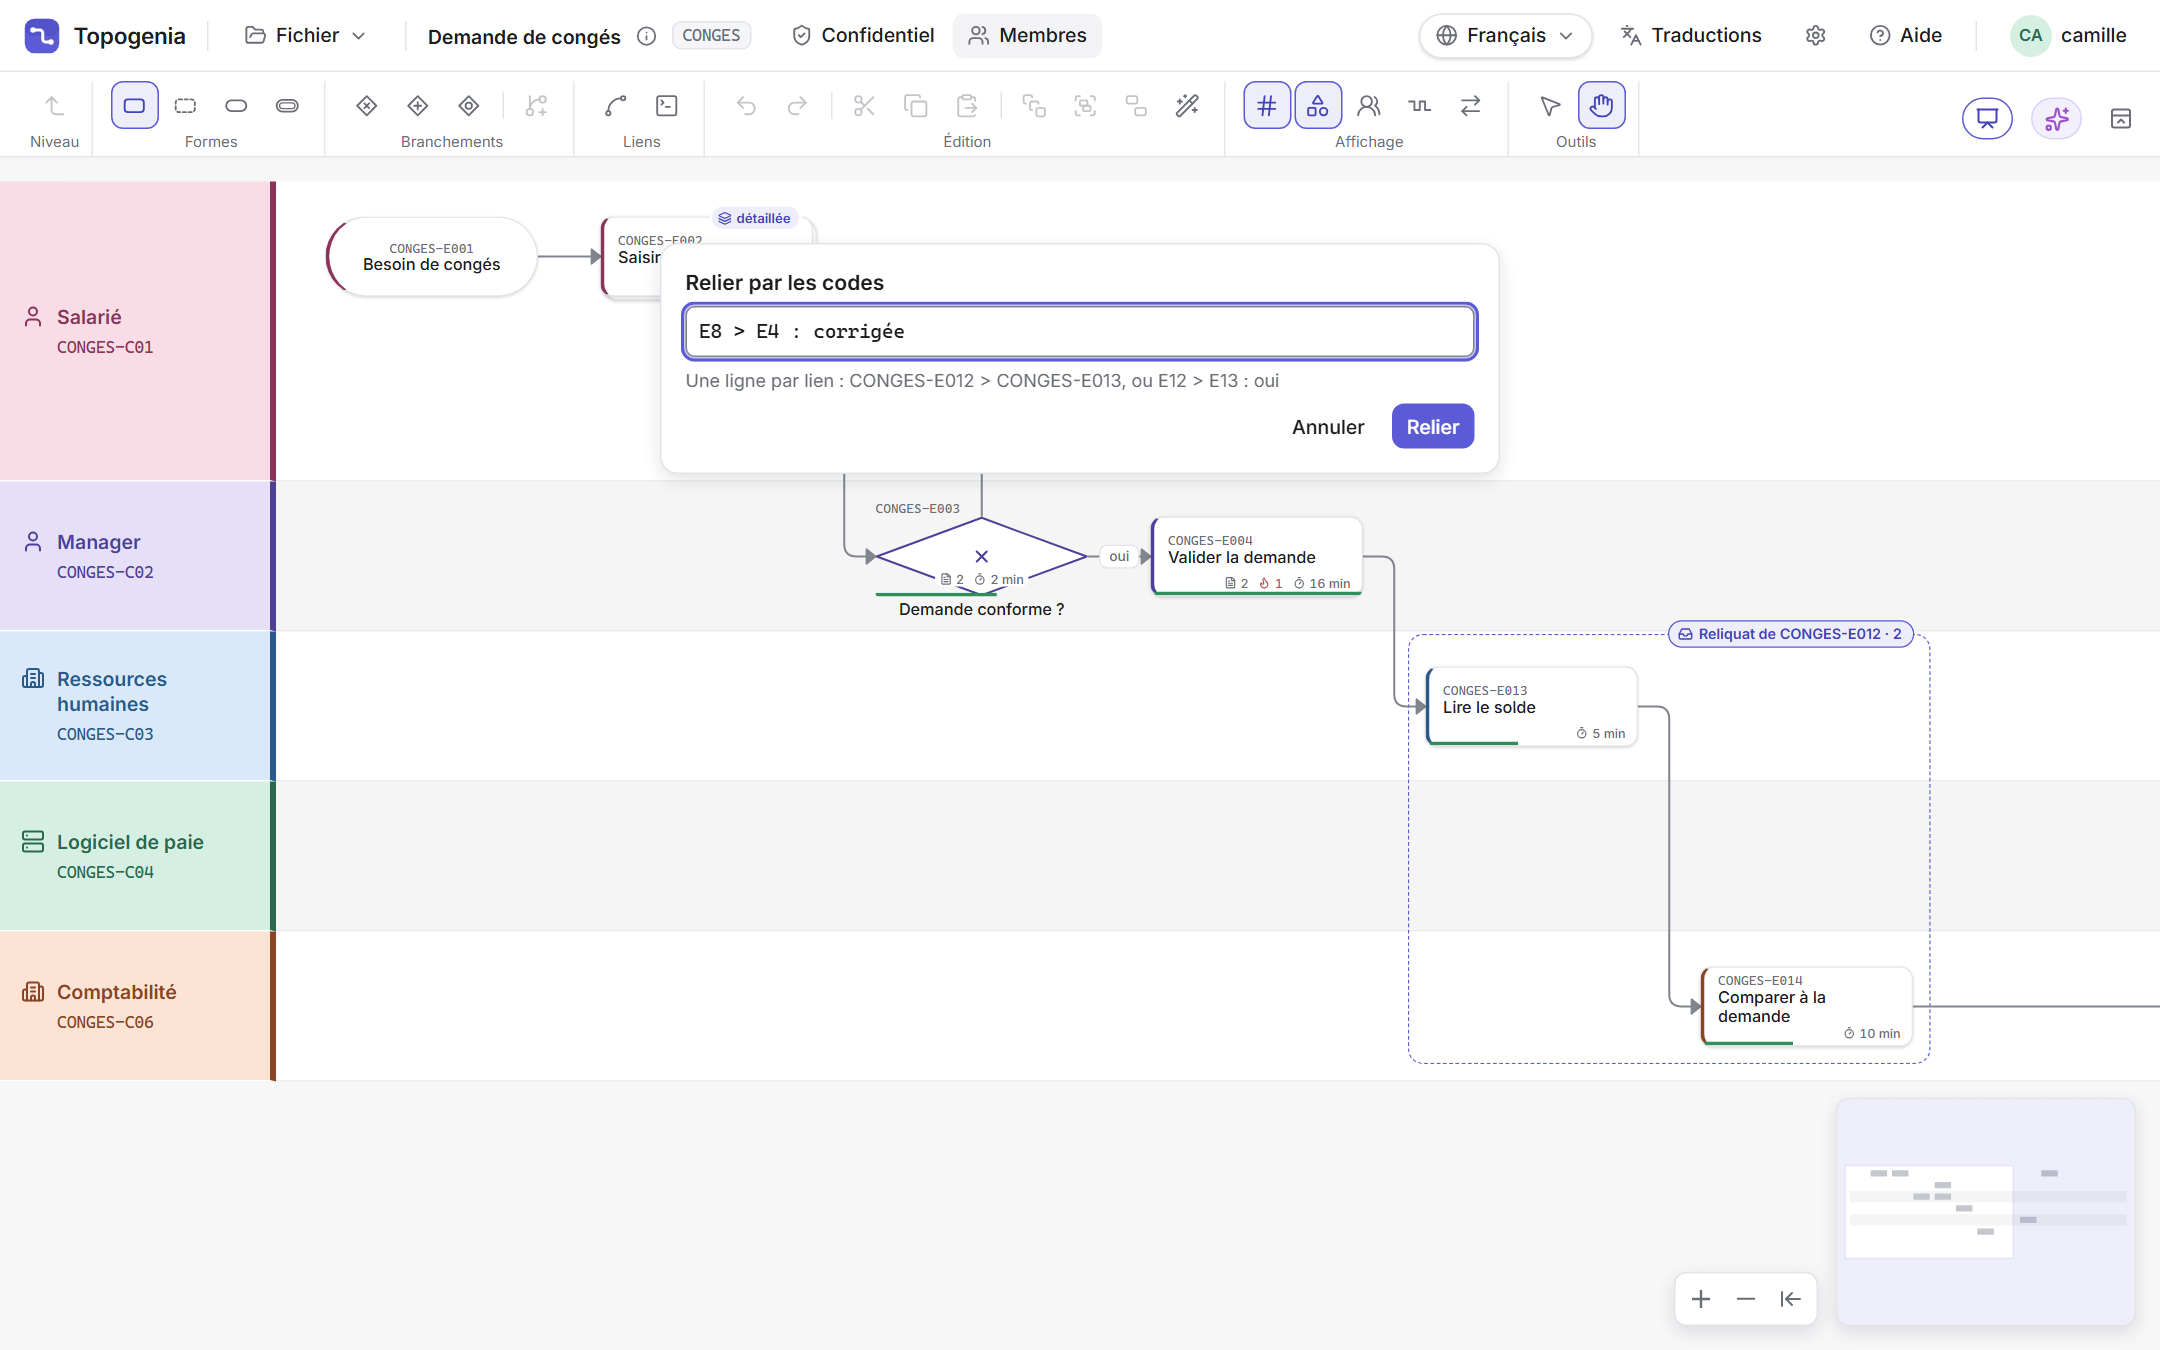 Topogenia
Fichier
Demande de congés
CONGES
Confidentiel
Membres
Français
Traductions
Aide
CA
camille
Niveau
Formes
Branchements
Liens
Édition
Affichage
Outils
Salarié
CONGES-C01
CONGES-E001
Besoin de congés
détaillée
CONGES-E002
Saisir
Relier par les codes
E8 > E4 : corrigée
Une ligne par lien : CONGES-E012 > CONGES-E013, ou E12 > E13 : oui
Annuler
Relier
Manager
CONGES-C02
CONGES-E003
2
2 min
Demande conforme ?
oui
CONGES-E004
Valider la demande
2
1
16 min
Ressources
humaines
CONGES-C03
Reliquat de CONGES-E012 · 2
CONGES-E013
Lire le solde
5 min
Logiciel de paie
CONGES-C04
Comptabilité
CONGES-C06
CONGES-E014
Comparer à la
demande
10 min